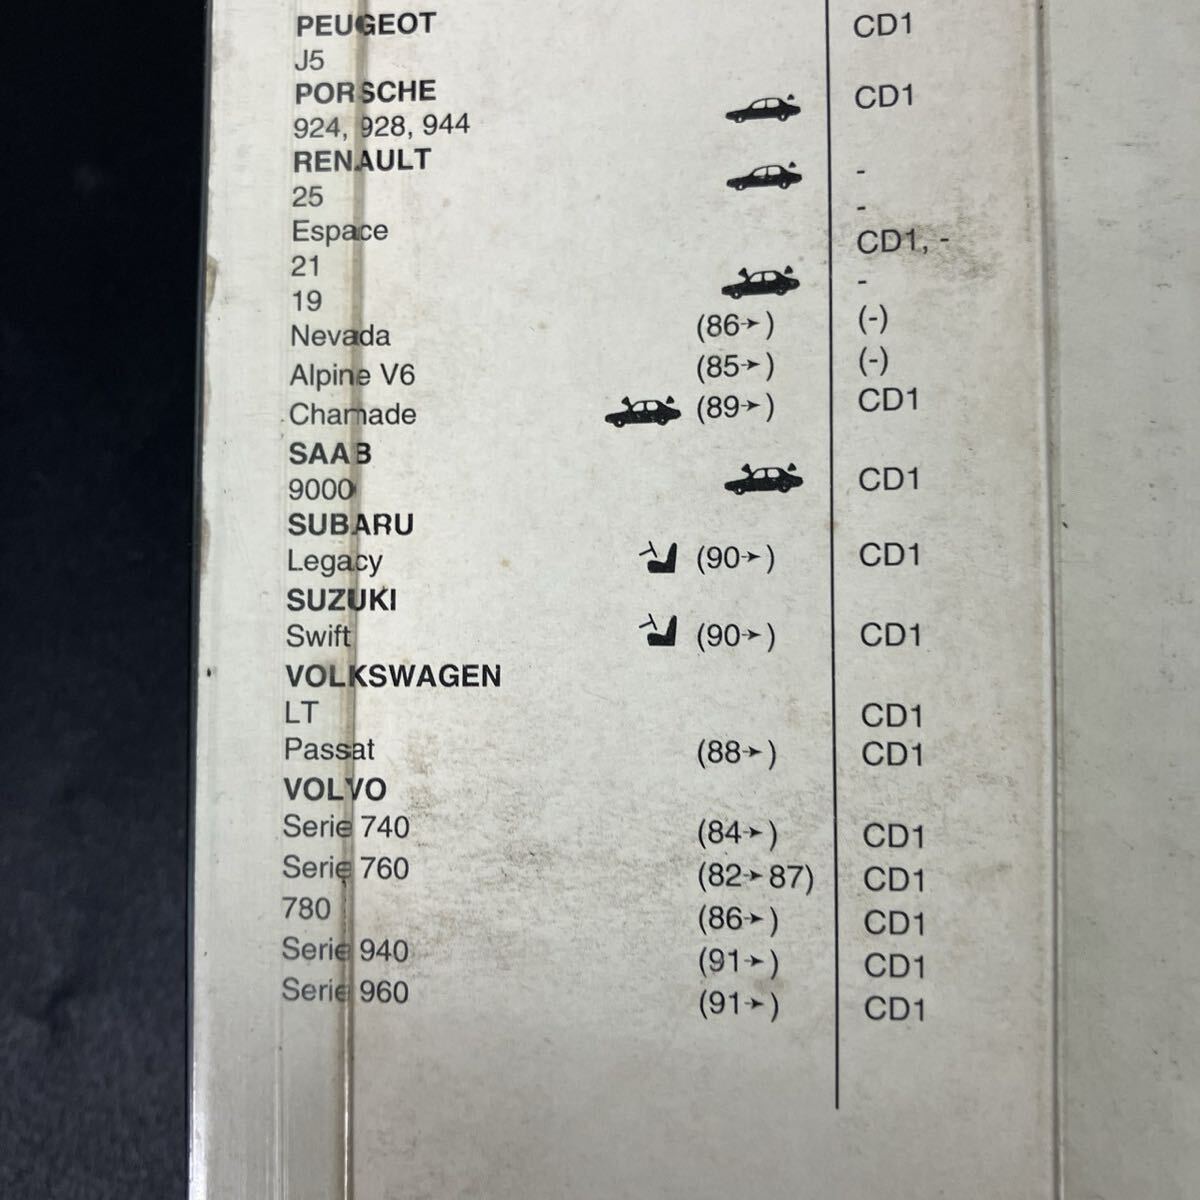 PEUGEOT
J5 CD1
PORSCHE
924, 928, 944 CD1
RENAULT
25 -
Espace -
21 CD1, -
19 -
Nevada (86➛) (-)
Alpine V6 (85➛) (-)
Chamade (89➛) CD1
SAAB
9000 CD1
SUBARU
Legacy (90➛) CD1
SUZUKI
Swift (90➛) CD1
VOLKSWAGEN
LT CD1
Passat (88➛) CD1
VOLVO
Serie 740 (84➛) CD1
Serie 760 (82➛87) CD1
780 (86➛) CD1
Serie 940 (91➛) CD1
Serie 960 (91➛) CD1